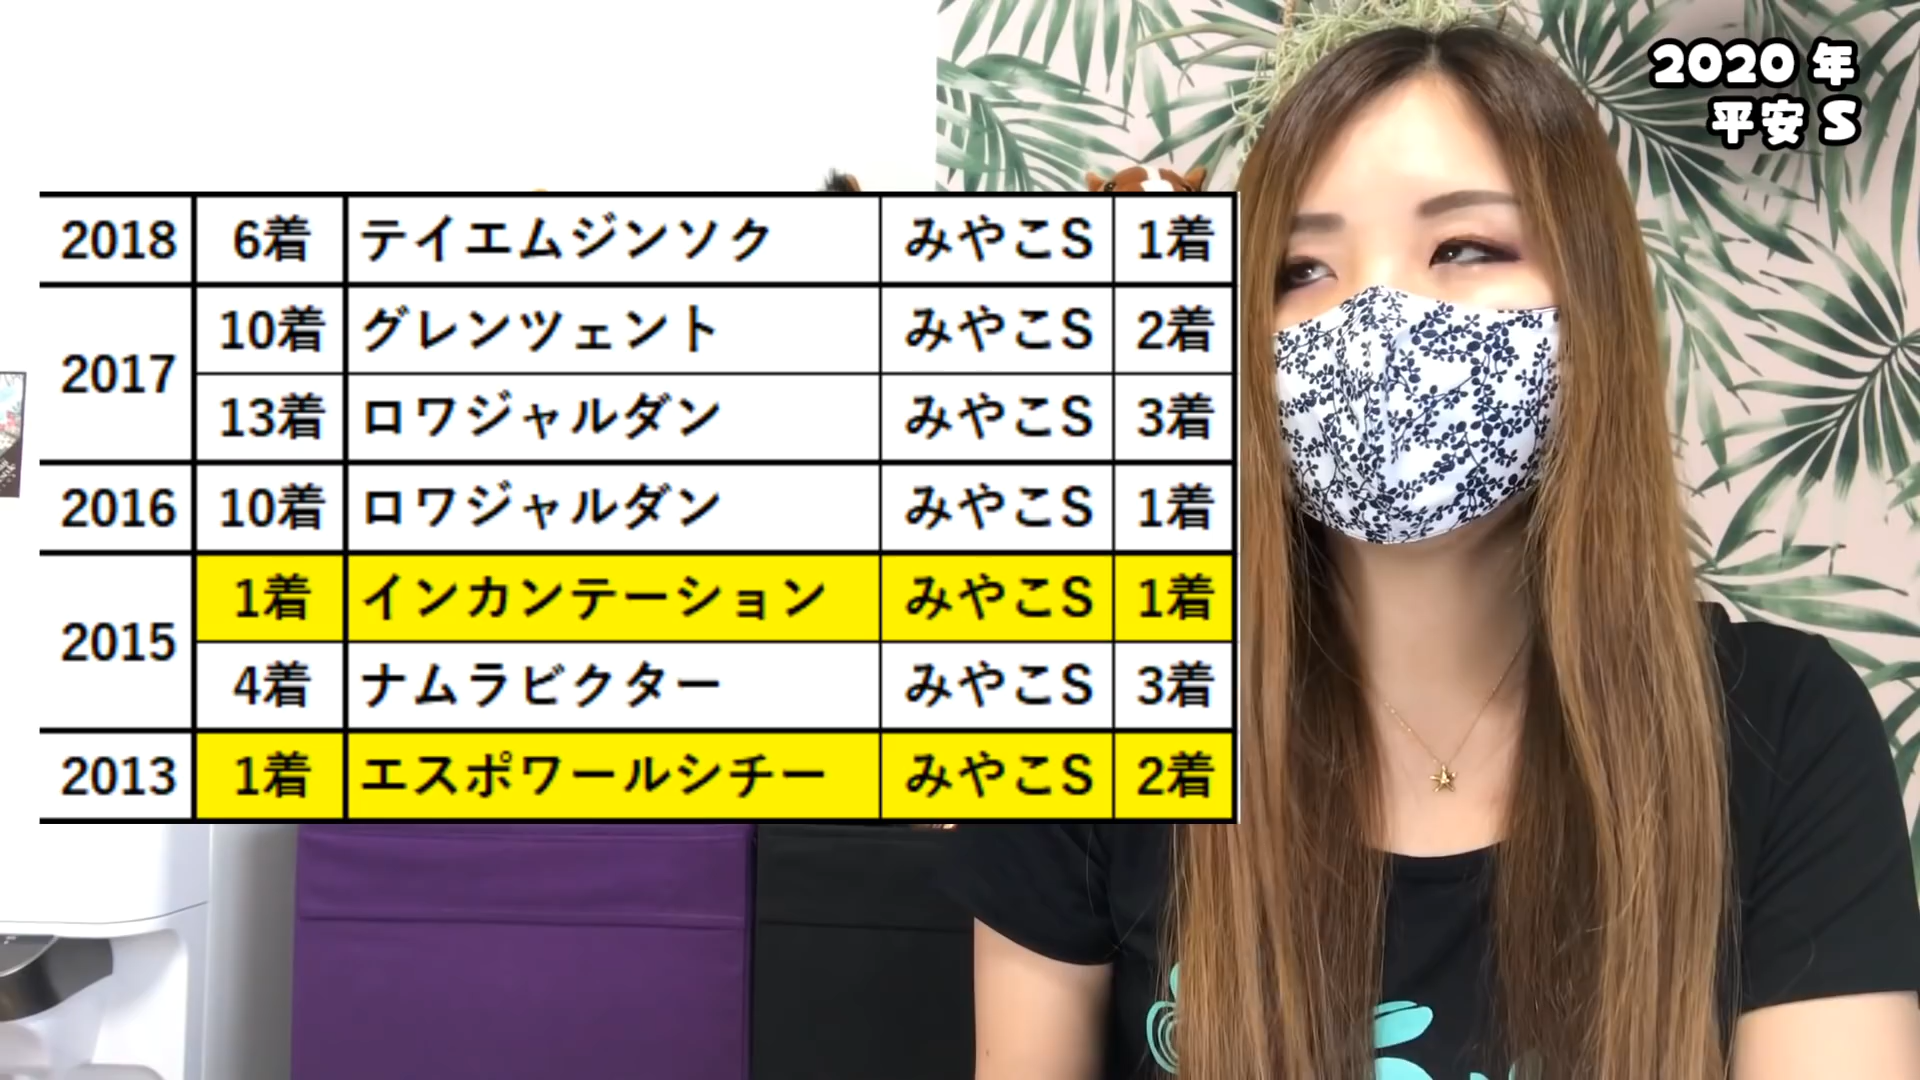 2020年
平安S
2018 6着 テイエムジンソク みやこS 1着
2017 10着 グレンツェント みやこS 2着
13着 ロワジャルダン みやこS 3着
2016 10着 ロワジャルダン みやこS 1着
2015 1着 インカンテーション みやこS 1着
4着 ナムラビクター みやこS 3着
2013 1着 エスポワールシチー みやこS 2着